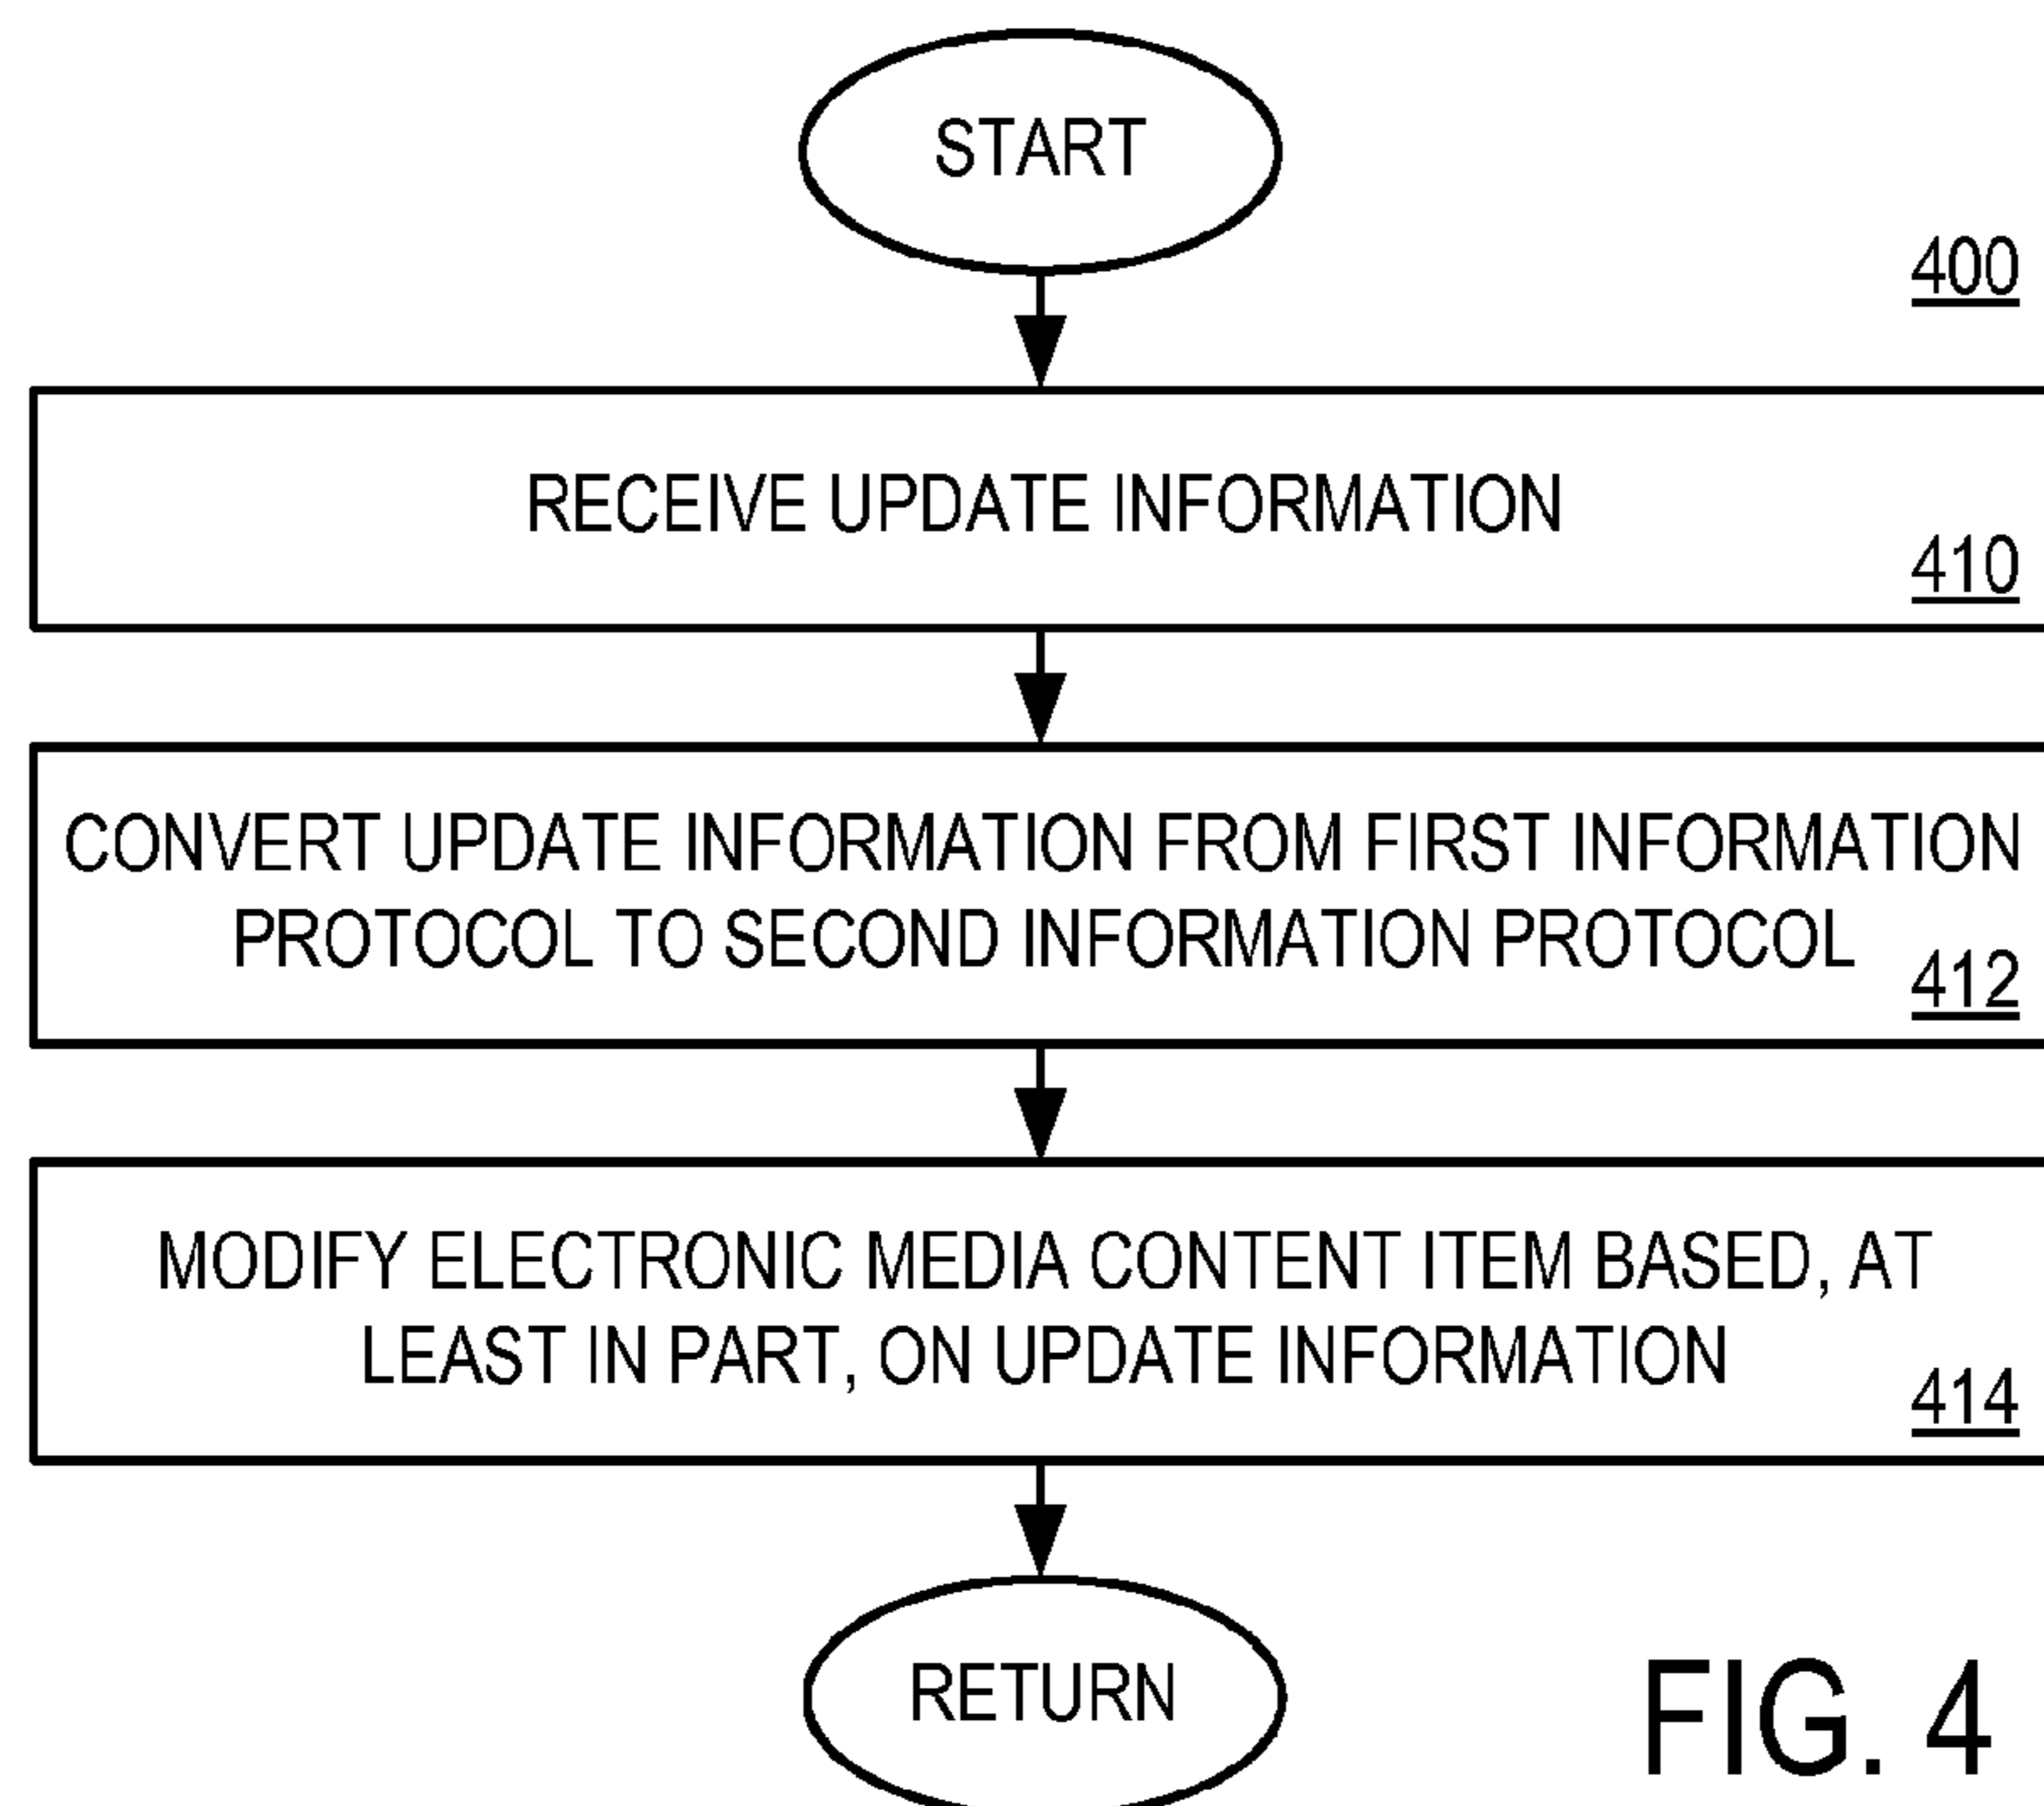 START
400
RECEIVE UPDATE INFORMATION
410
CONVERT UPDATE INFORMATION FROM FIRST INFORMATION
PROTOCOL TO SECOND INFORMATION PROTOCOL
412
MODIFY ELECTRONIC MEDIA CONTENT ITEM BASED, AT
LEAST IN PART, ON UPDATE INFORMATION
414
RETURN
FIG. 4